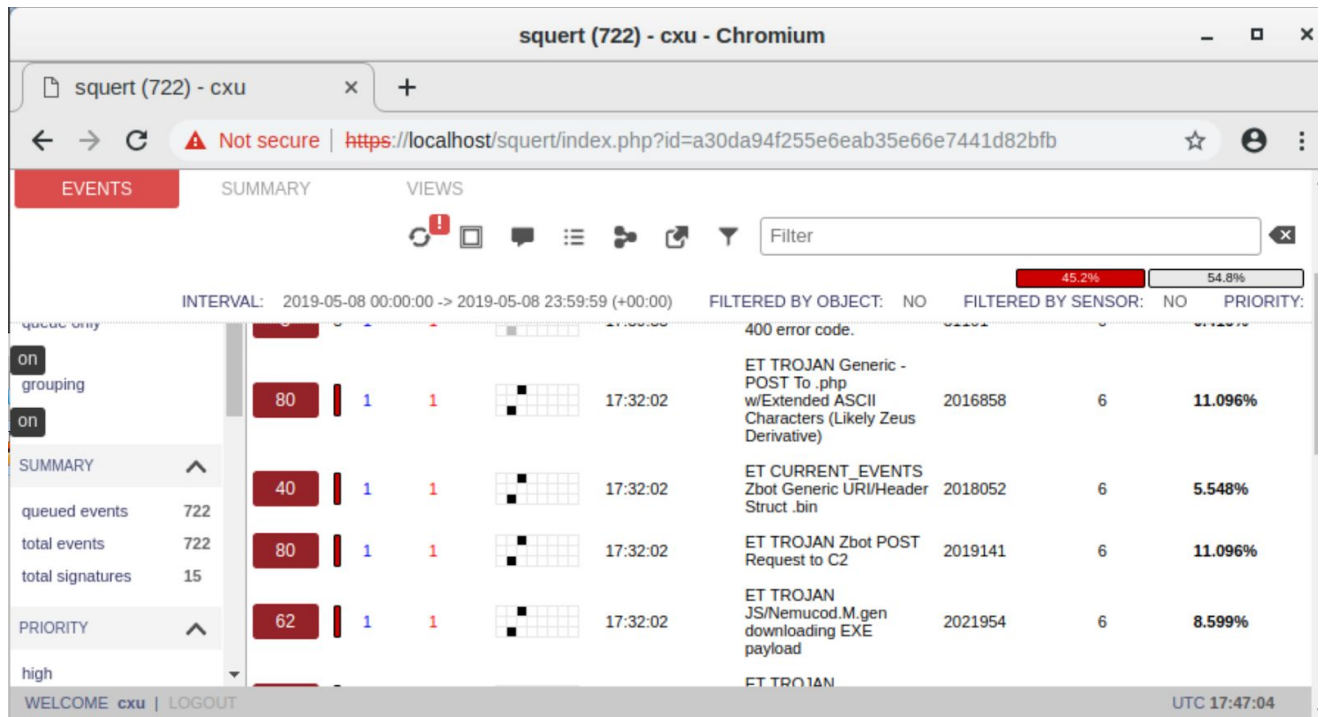 squert (722) - cxu - Chromium
squert (722) - cxu
Not secure | https://localhost/squert/index.php?id=a30da94f255e6eab35e66e7441d82bfb
EVENTS SUMMARY VIEWS
!
Filter
45.2% 54.8%
INTERVAL: 2019-05-08 00:00:00 -> 2019-05-08 23:59:59 (+00:00) FILTERED BY OBJECT: NO FILTERED BY SENSOR: NO PRIORITY:
queue only
on
grouping
on
SUMMARY
queued events 722
total events 722
total signatures 15
PRIORITY
high
400 error code.
80 1 1 17:32:02 ET TROJAN Generic - 2016858 6 11.096%
POST To .php
w/Extended ASCII
Characters (Likely Zeus
Derivative)
40 1 1 17:32:02 ET CURRENT_EVENTS 2018052 6 5.548%
Zbot Generic URI/Header
Struct .bin
80 1 1 17:32:02 ET TROJAN Zbot POST 2019141 6 11.096%
Request to C2
62 1 1 17:32:02 ET TROJAN 2021954 6 8.599%
JS/Nemucod.M.gen
downloading EXE
payload
ET TROJAN
WELCOME cxu | LOGOUT UTC 17:47:04